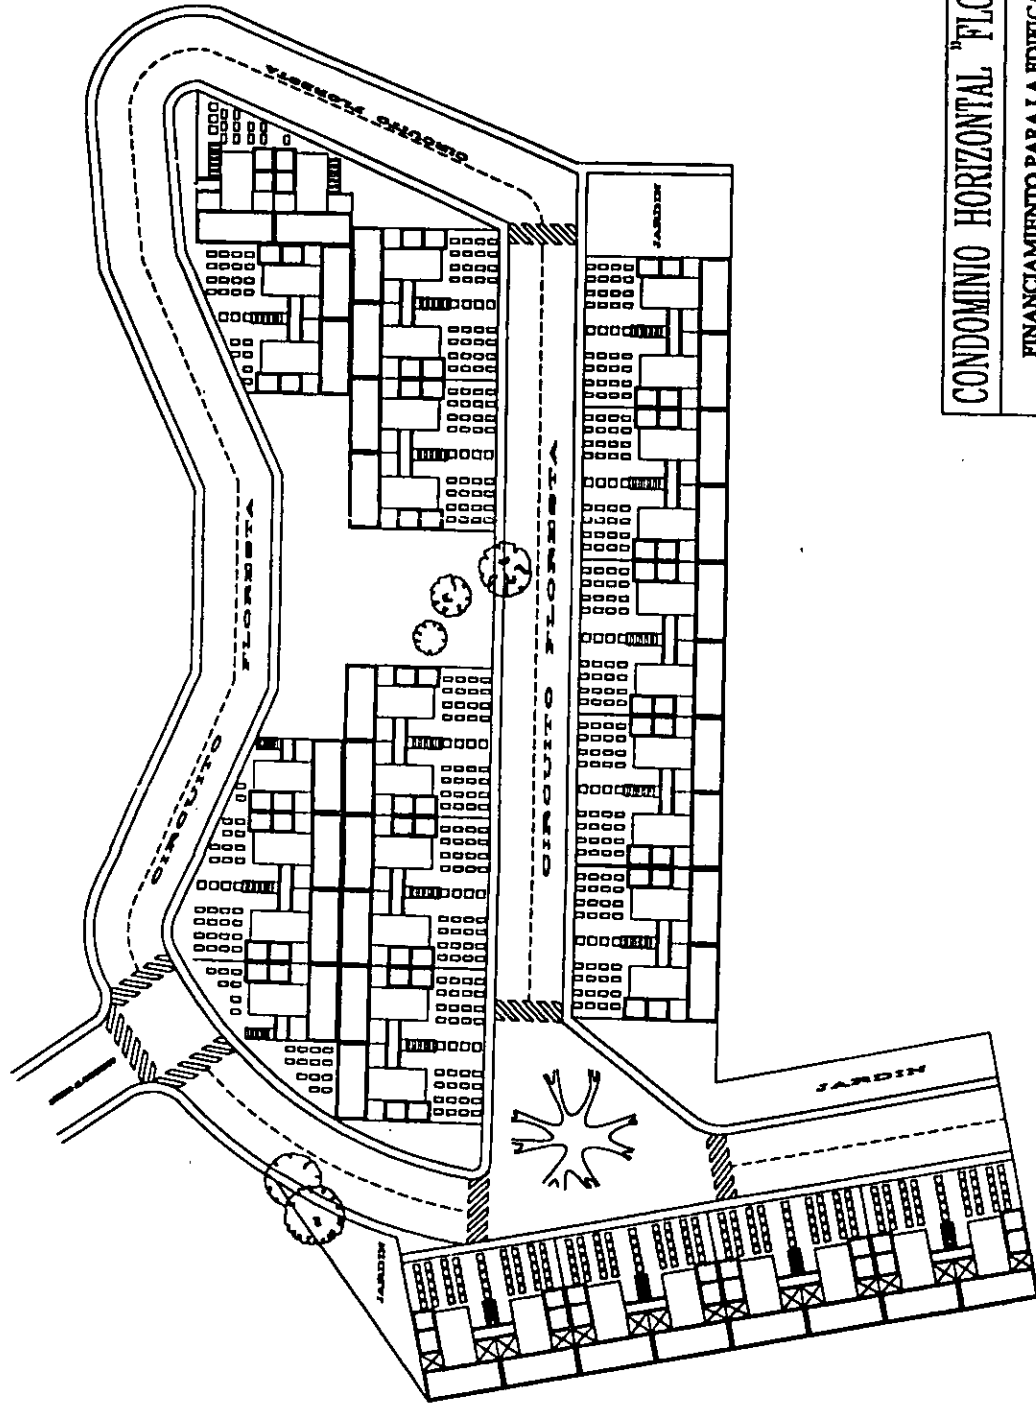 CONDOMINIO HORIZONTAL "FLO
FINANCIAMIENTO PARA LA EDIFICA
CIRCUITO FLORESTA
CIRCUITO FLORESTA
CIRCUITO FLORESTA
JARDIN
JARDIN
JARDIN